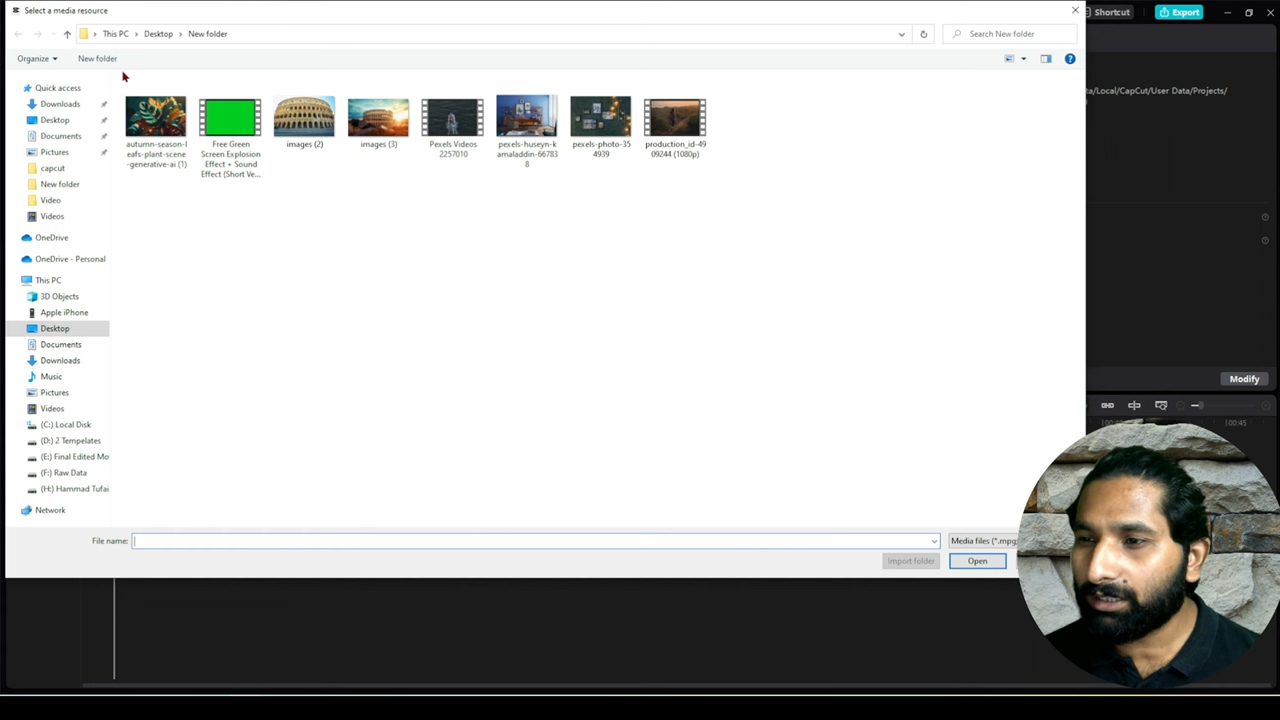 Select a media resource
Shortcut
Export
This PC > Desktop > New folder
Search New folder
Organize
New folder
Quick access
Downloads
Desktop
Documents
Pictures
capcut
New folder
Video
Videos
OneDrive
OneDrive - Personal
This PC
3D Objects
Apple iPhone
Desktop
Documents
Downloads
Music
Pictures
Videos
(C:) Local Disk
(D:) 2 Tempelates
(E:) Final Edited Mo
(F:) Raw Data
(H:) Hammad Tufai
Network
autumn-season-l
eafs-plant-scene
-generative-ai (1)
Free Green
Screen Explosion
Effect + Sound
Effect (Short Ve...
images (2)
images (3)
Pexels Videos
2257010
pexels-huseyn-k
amaladdin-66783
8
pexels-photo-35
4939
production_id-49
09244 (1080p)
ta/Local/CapCut/User Data/Projects/
Modify
00:45
File name:
Media files (*.mpg;
Import folder
Open